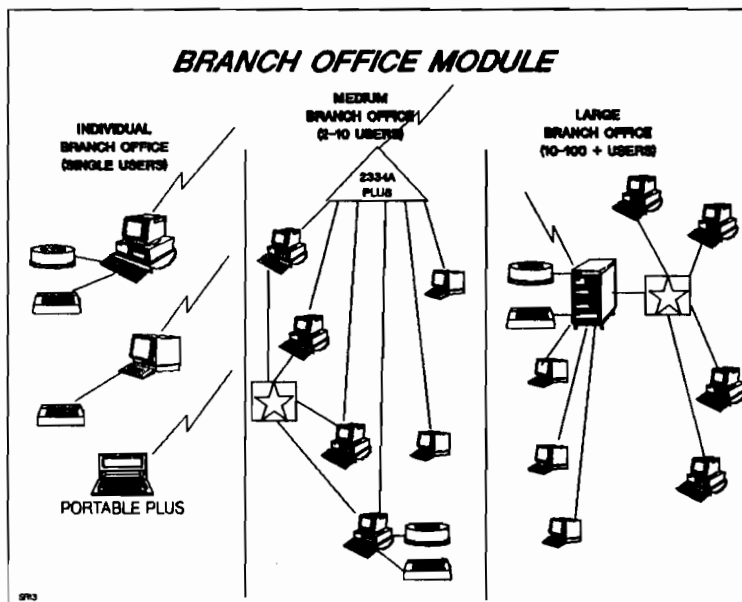 BRANCH OFFICE MODULE
INDIVIDUAL
BRANCH OFFICE
(SINGLE USERS)
MEDIUM
BRANCH OFFICE
(2-10 USERS)
LARGE
BRANCH OFFICE
(10-100 + USERS)
2334A
PLUS
PORTABLE PLUS